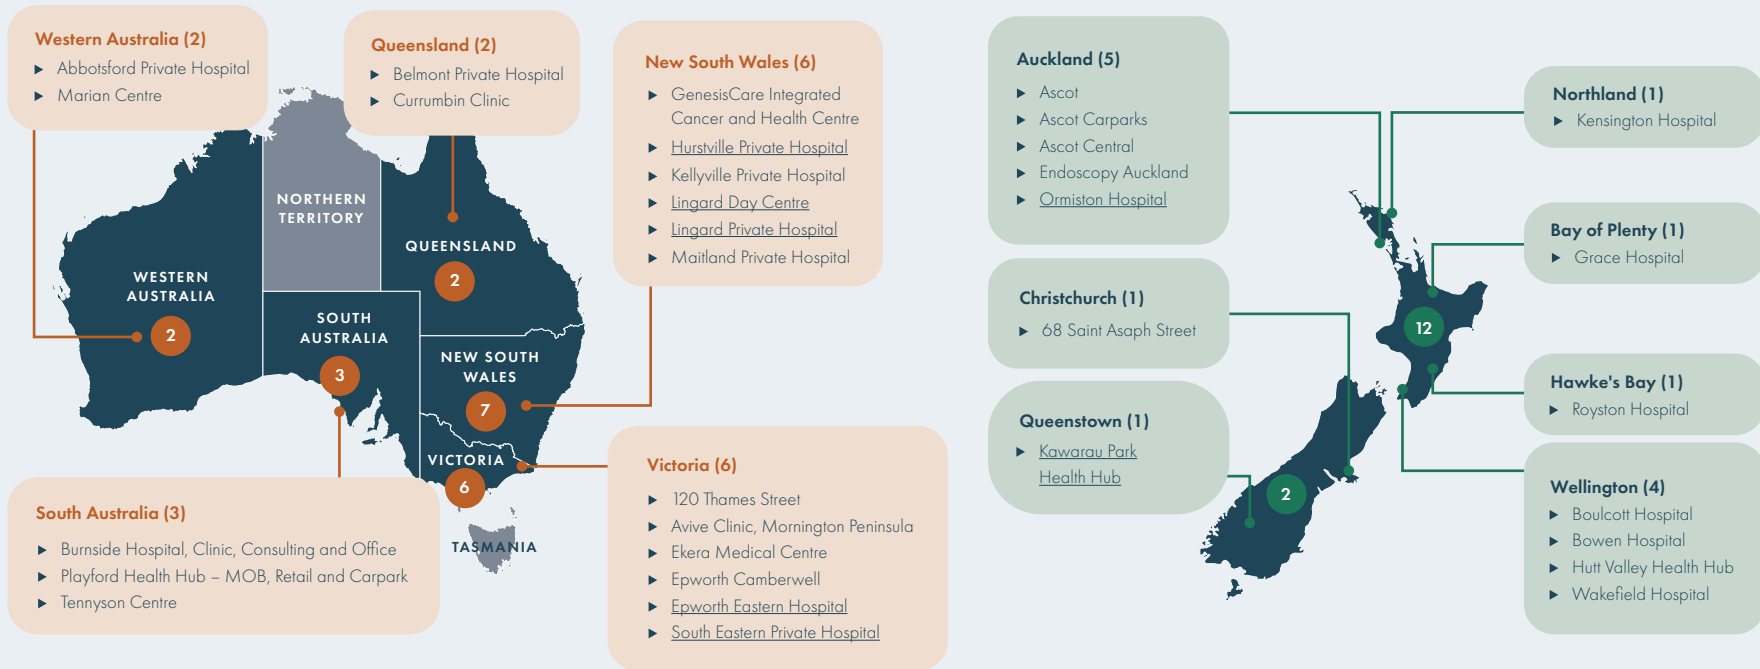 Western Australia (2)
► Abbotsford Private Hospital
► Marian Centre
Queensland (2)
► Belmont Private Hospital
► Currumbin Clinic
New South Wales (6)
► GenesisCare Integrated
Cancer and Health Centre
► Hurstville Private Hospital
► Kellyville Private Hospital
► Lingard Day Centre
► Lingard Private Hospital
► Maitland Private Hospital
NORTHERN
TERRITORY
QUEENSLAND
2
WESTERN
AUSTRALIA
2
SOUTH
AUSTRALIA
3
NEW SOUTH
WALES
7
VICTORIA
6
TASMANIA
South Australia (3)
► Burnside Hospital, Clinic, Consulting and Office
► Playford Health Hub – MOB, Retail and Carpark
► Tennyson Centre
Victoria (6)
► 120 Thames Street
► Avive Clinic, Mornington Peninsula
► Ekera Medical Centre
► Epworth Camberwell
► Epworth Eastern Hospital
► South Eastern Private Hospital
Auckland (5)
► Ascot
► Ascot Carparks
► Ascot Central
► Endoscopy Auckland
► Ormiston Hospital
Christchurch (1)
► 68 Saint Asaph Street
Queenstown (1)
► Kawarau Park
Health Hub
12
2
Northland (1)
► Kensington Hospital
Bay of Plenty (1)
► Grace Hospital
Hawke's Bay (1)
► Royston Hospital
Wellington (4)
► Boulcott Hospital
► Bowen Hospital
► Hutt Valley Health Hub
► Wakefield Hospital